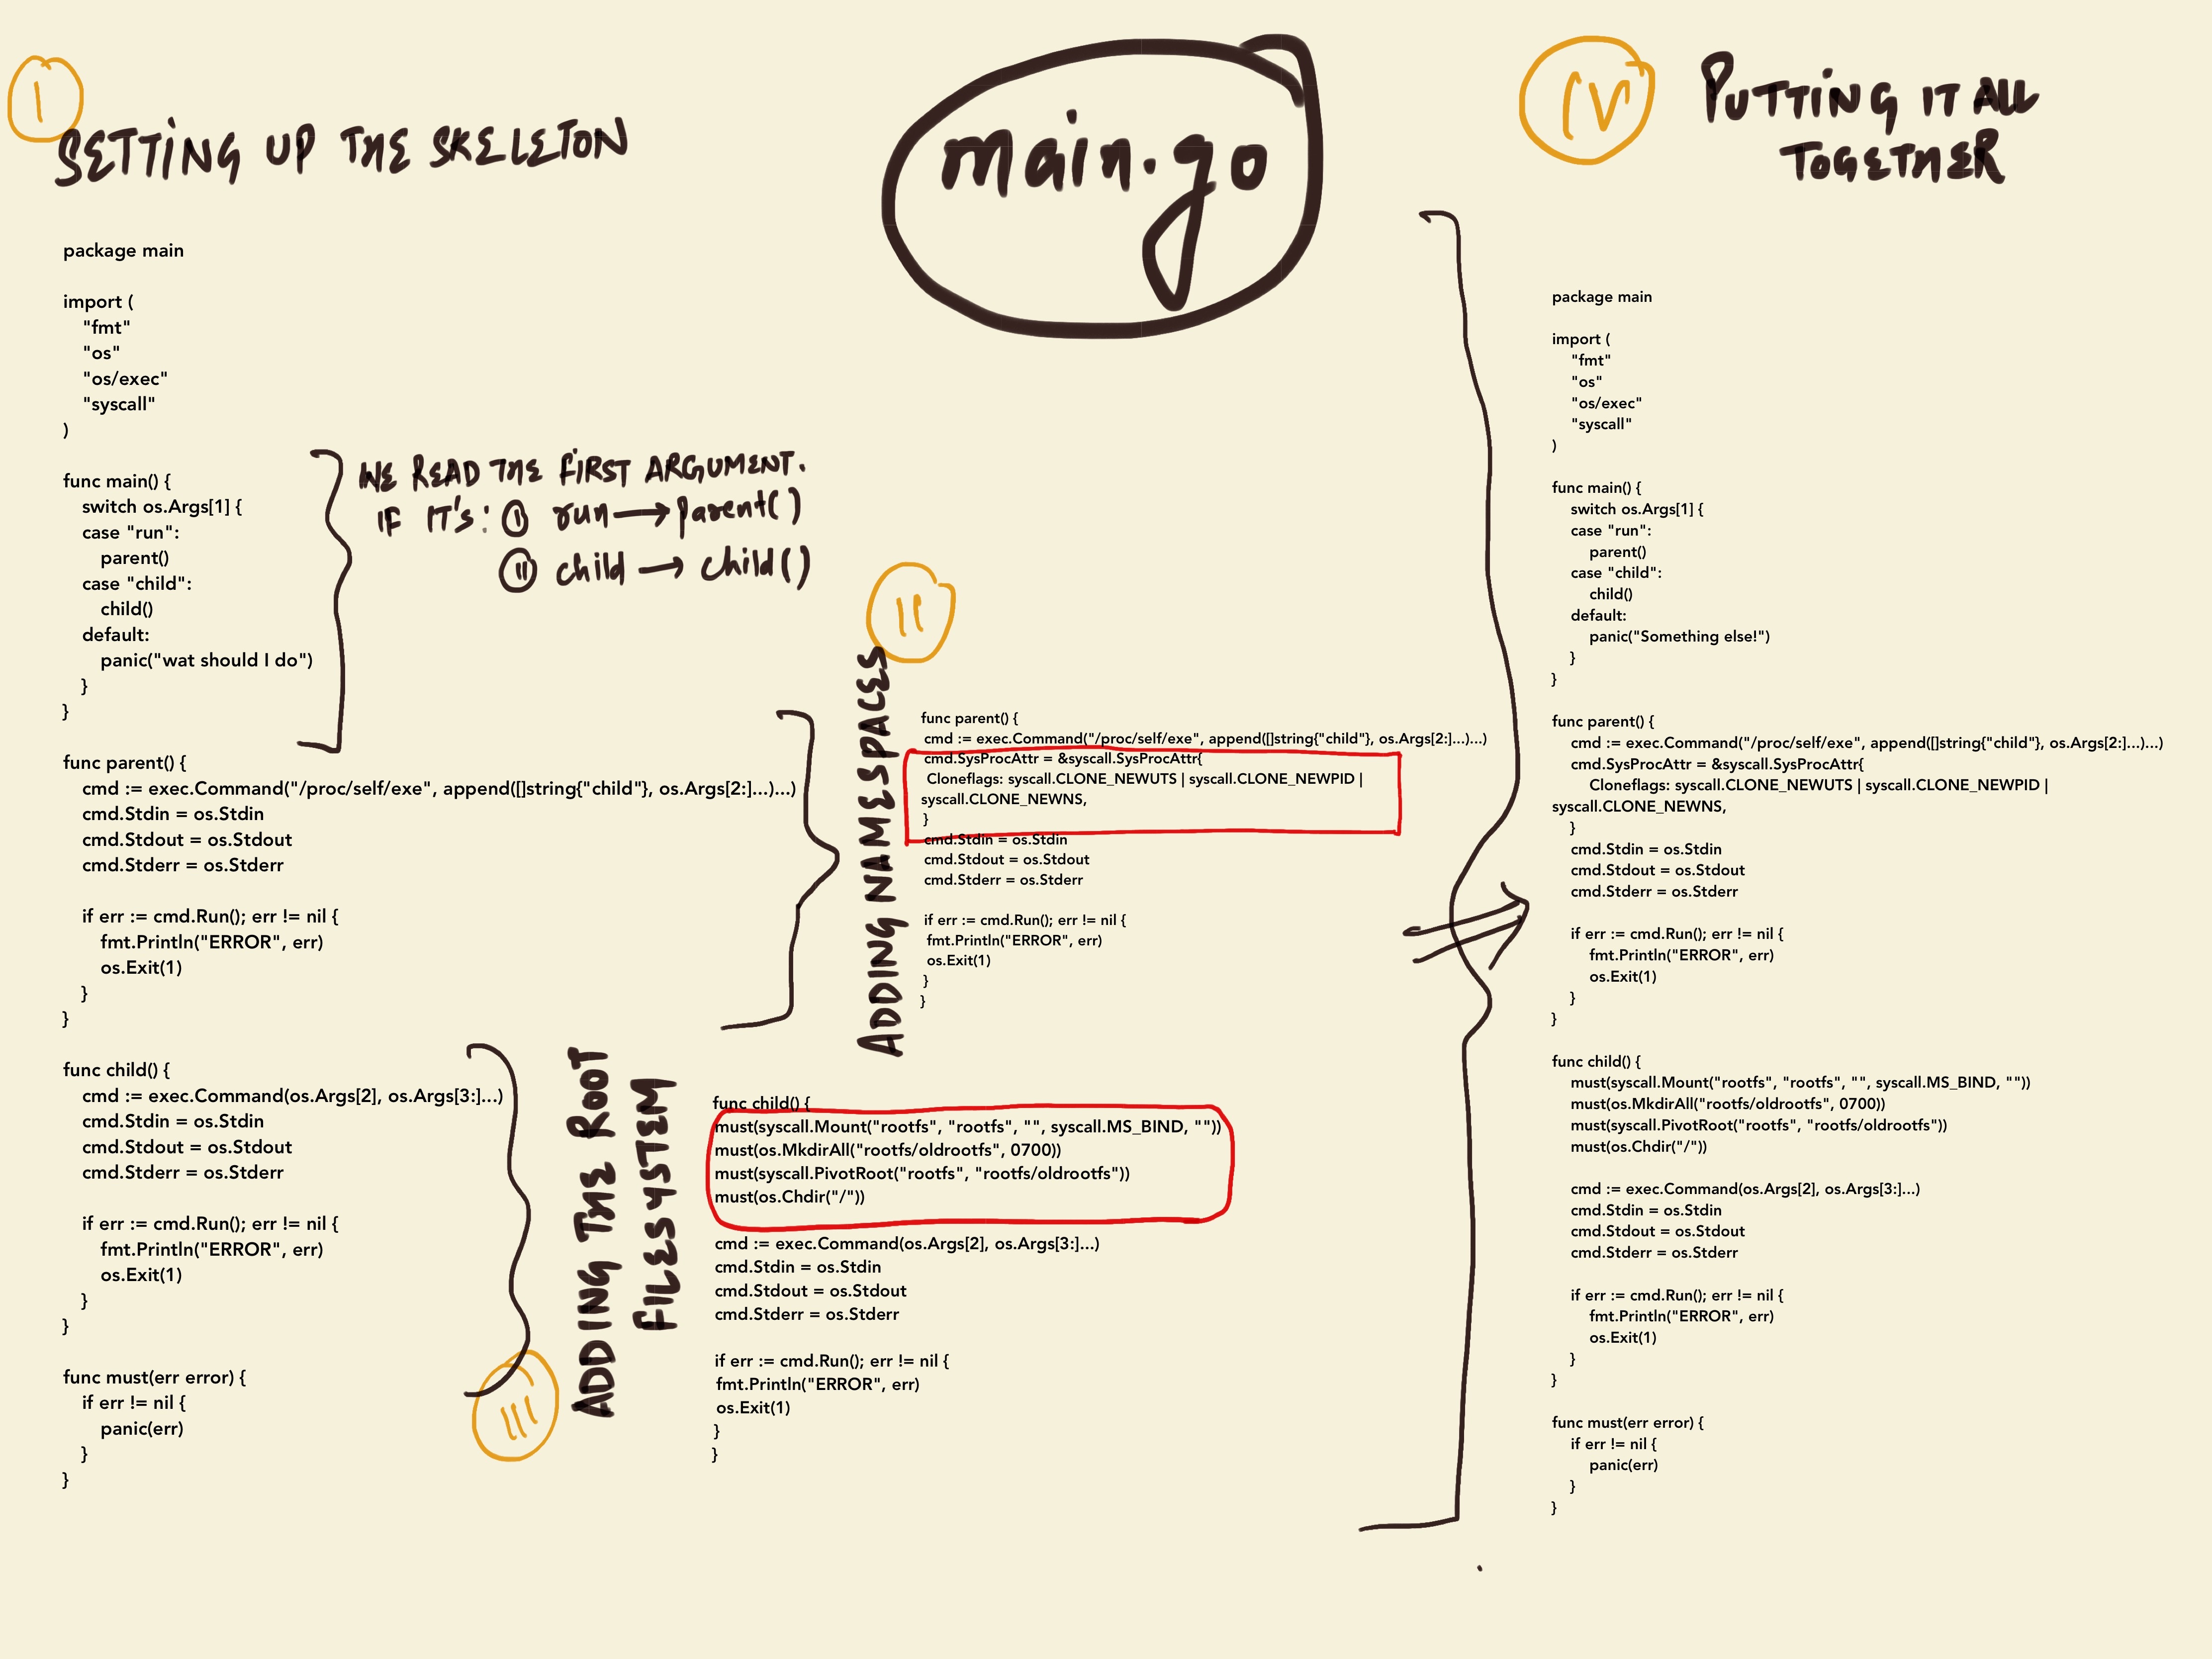 I
SETTING UP THE SKELETON
package main
import (
"fmt"
"os"
"os/exec"
"syscall"
)
func main() {
switch os.Args[1] {
case "run":
parent()
case "child":
child()
default:
panic("wat should I do")
}
}
WE READ THE FIRST ARGUMENT.
IF IT'S: I run → parent()
II child → child()
func parent() {
cmd := exec.Command("/proc/self/exe", append([]string{"child"}, os.Args[2:]...)...)
cmd.Stdin = os.Stdin
cmd.Stdout = os.Stdout
cmd.Stderr = os.Stderr
if err := cmd.Run(); err != nil {
fmt.Println("ERROR", err)
os.Exit(1)
}
}
func child() {
cmd := exec.Command(os.Args[2], os.Args[3:]...)
cmd.Stdin = os.Stdin
cmd.Stdout = os.Stdout
cmd.Stderr = os.Stderr
if err := cmd.Run(); err != nil {
fmt.Println("ERROR", err)
os.Exit(1)
}
}
func must(err error) {
if err != nil {
panic(err)
}
}
main.go
II
ADDING NAMESPACES
func parent() {
cmd := exec.Command("/proc/self/exe", append([]string{"child"}, os.Args[2:]...)...)
cmd.SysProcAttr = &syscall.SysProcAttr{
Cloneflags: syscall.CLONE_NEWUTS | syscall.CLONE_NEWPID |
syscall.CLONE_NEWNS,
}
cmd.Stdin = os.Stdin
cmd.Stdout = os.Stdout
cmd.Stderr = os.Stderr
if err := cmd.Run(); err != nil {
fmt.Println("ERROR", err)
os.Exit(1)
}
}
III
ADDING THE ROOT
FILESYSTEM
func child() {
must(syscall.Mount("rootfs", "rootfs", "", syscall.MS_BIND, ""))
must(os.MkdirAll("rootfs/oldrootfs", 0700))
must(syscall.PivotRoot("rootfs", "rootfs/oldrootfs"))
must(os.Chdir("/"))
cmd := exec.Command(os.Args[2], os.Args[3:]...)
cmd.Stdin = os.Stdin
cmd.Stdout = os.Stdout
cmd.Stderr = os.Stderr
if err := cmd.Run(); err != nil {
fmt.Println("ERROR", err)
os.Exit(1)
}
}
IV
PUTTING IT ALL
TOGETHER
package main
import (
"fmt"
"os"
"os/exec"
"syscall"
)
func main() {
switch os.Args[1] {
case "run":
parent()
case "child":
child()
default:
panic("Something else!")
}
}
func parent() {
cmd := exec.Command("/proc/self/exe", append([]string{"child"}, os.Args[2:]...)...)
cmd.SysProcAttr = &syscall.SysProcAttr{
Cloneflags: syscall.CLONE_NEWUTS | syscall.CLONE_NEWPID |
syscall.CLONE_NEWNS,
}
cmd.Stdin = os.Stdin
cmd.Stdout = os.Stdout
cmd.Stderr = os.Stderr
if err := cmd.Run(); err != nil {
fmt.Println("ERROR", err)
os.Exit(1)
}
}
func child() {
must(syscall.Mount("rootfs", "rootfs", "", syscall.MS_BIND, ""))
must(os.MkdirAll("rootfs/oldrootfs", 0700))
must(syscall.PivotRoot("rootfs", "rootfs/oldrootfs"))
must(os.Chdir("/"))
cmd := exec.Command(os.Args[2], os.Args[3:]...)
cmd.Stdin = os.Stdin
cmd.Stdout = os.Stdout
cmd.Stderr = os.Stderr
if err := cmd.Run(); err != nil {
fmt.Println("ERROR", err)
os.Exit(1)
}
}
func must(err error) {
if err != nil {
panic(err)
}
}